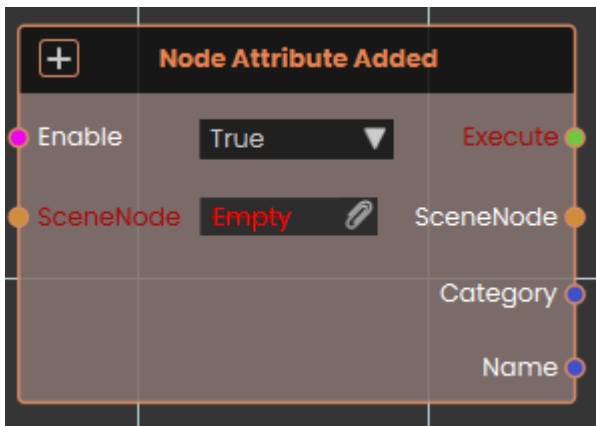 Node Attribute Added
Enable True Execute
SceneNode Empty SceneNode
Category
Name